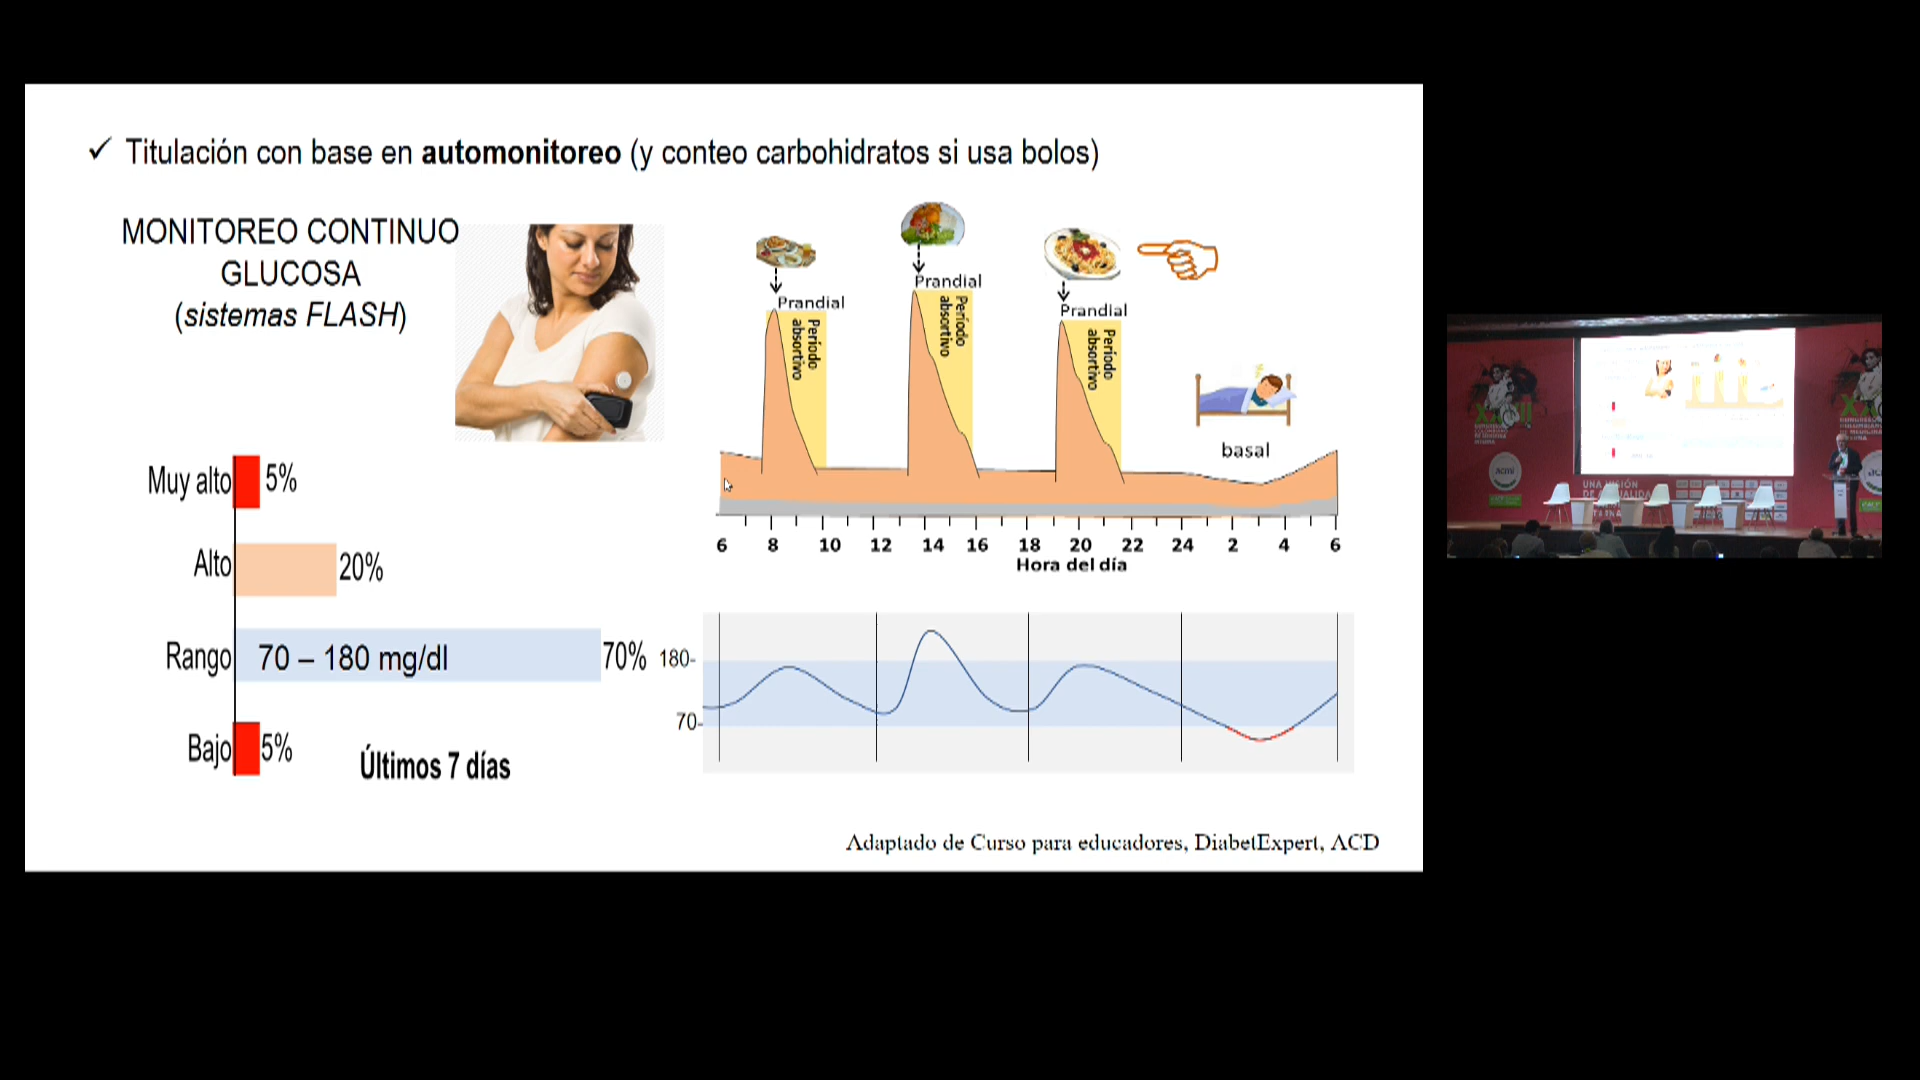 ✓ Titulación con base en automonitoreo (y conteo carbohidratos si usa bolos)
MONITOREO CONTINUO
GLUCOSA
(sistemas FLASH)
Muy alto 5%
Alto 20%
Rango 70 – 180 mg/dl 70%
Bajo 5%
Últimos 7 días
Prandial
Período
absortivo
Prandial
Período
absortivo
Prandial
Período
absortivo
basal
6 8 10 12 14 16 18 20 22 24 2 4 6
Hora del día
180-
70-
Adaptado de Curso para educadores, DiabetExpert, ACD
acmi
UNA VISIÓN